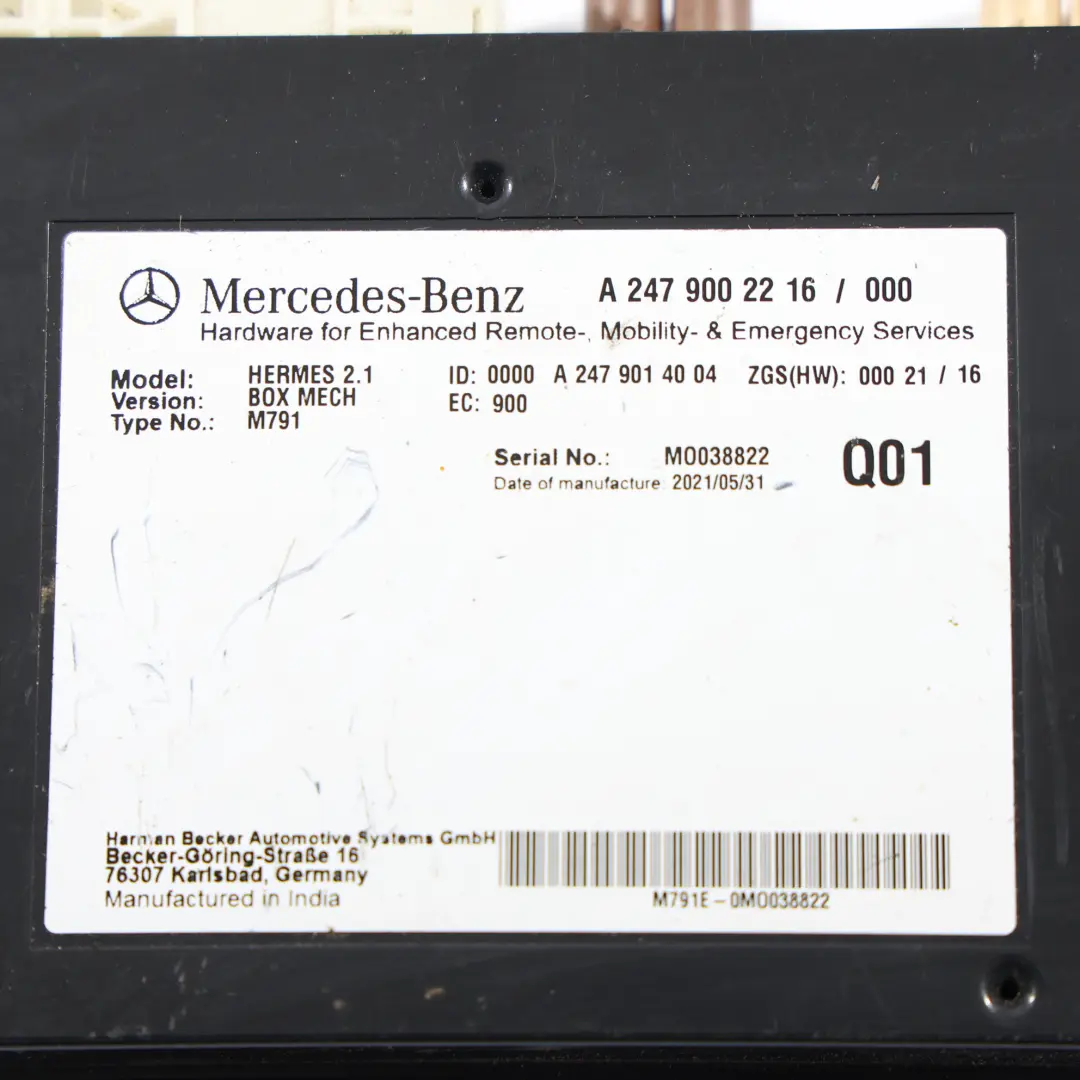 Mercedes-Benz A 247 900 22 16 / 000
Hardware for Enhanced Remote-, Mobility- & Emergency Services
Model: HERMES 2.1 ID: 0000 A 247 901 40 04 ZGS(HW): 000 21 / 16
Version: BOX MECH EC: 900
Type No.: M791
Serial No.: M0038822 Q01
Date of manufacture: 2021/05/31
Harman Becker Automotive Systems GmbH
Becker-Göring-Straße 16
76307 Karlsbad, Germany
Manufactured in India
M791E-0M0038822